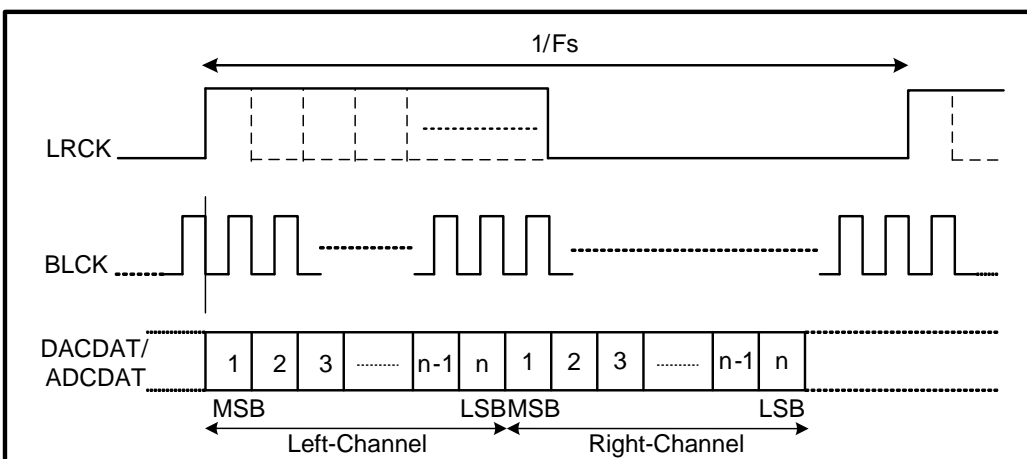 1/Fs
LRCK
BLCK
DACDAT/
ADCDAT
1 2 3 n-1 n 1 2 3 n-1 n
MSB LSB MSB LSB
Left-Channel Right-Channel